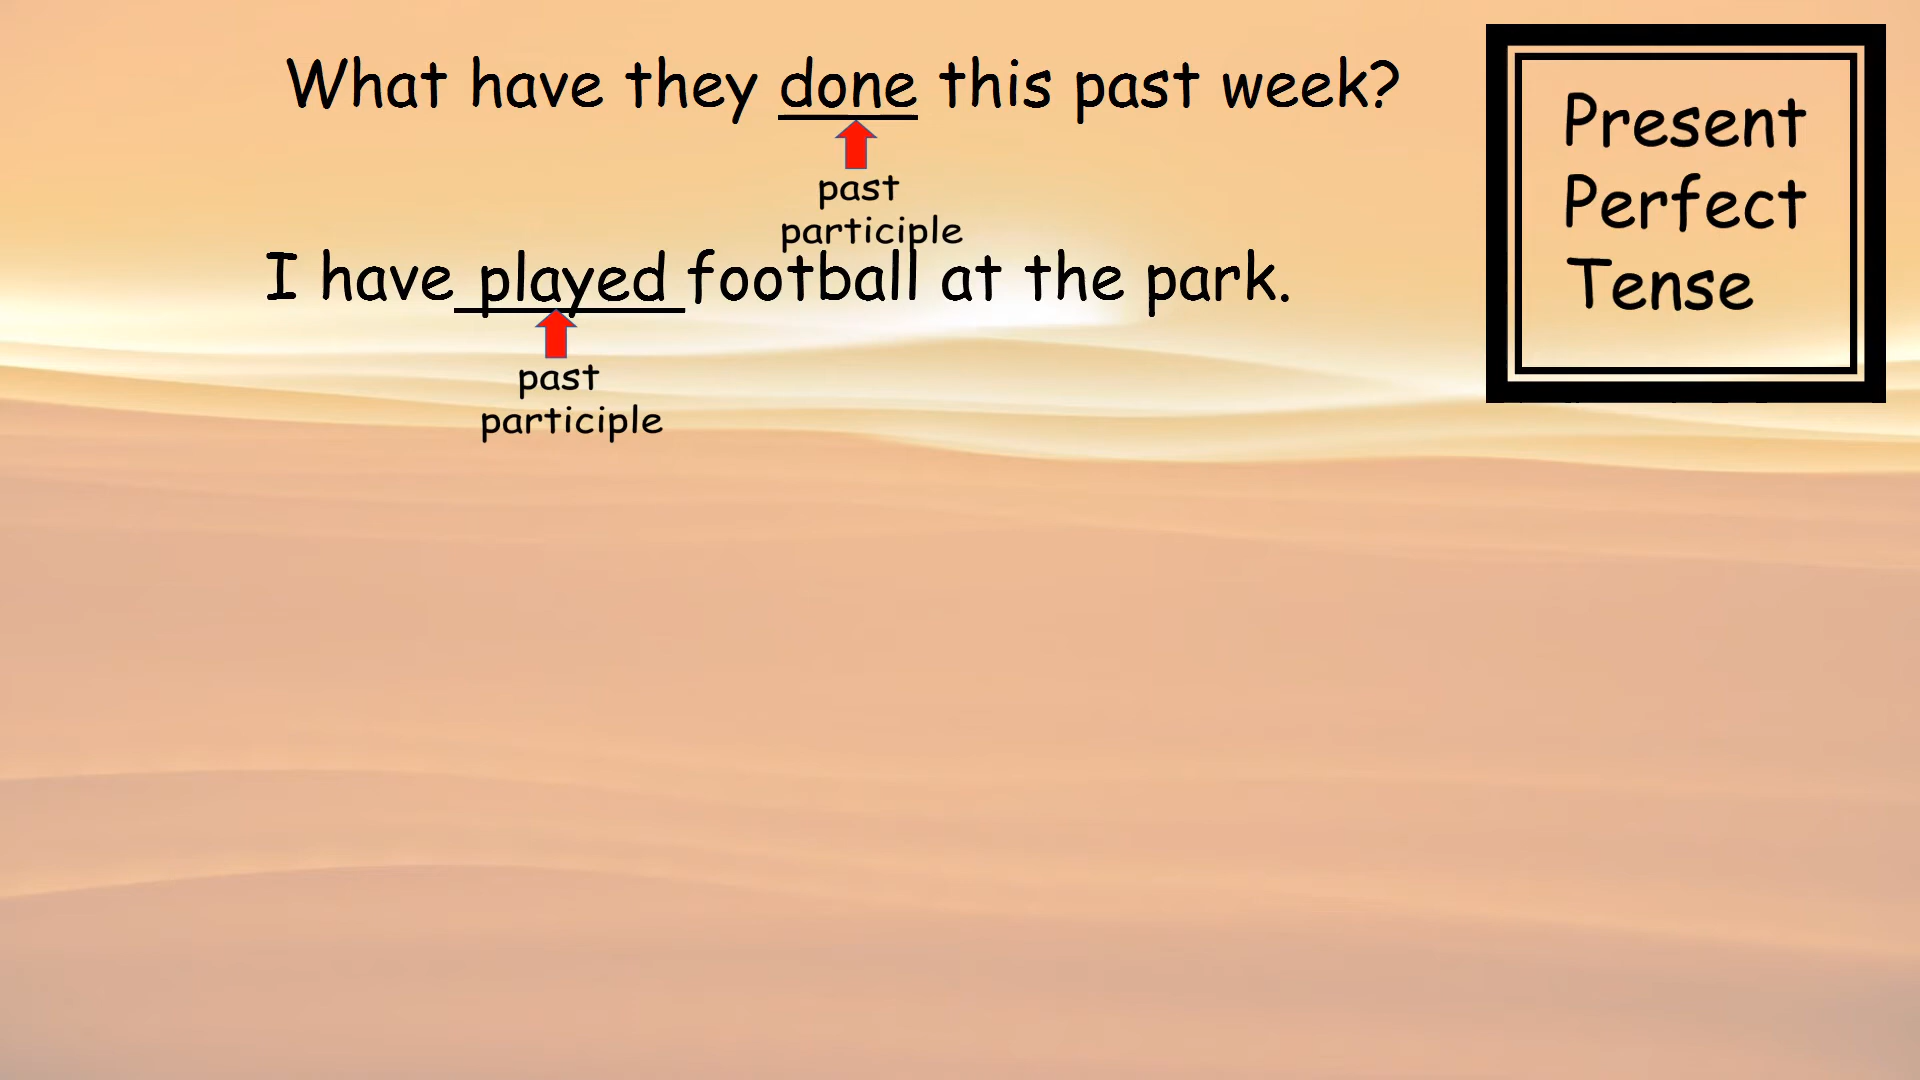 What have they done this past week?
past
participle
I have played football at the park.
past
participle
Present
Perfect
Tense